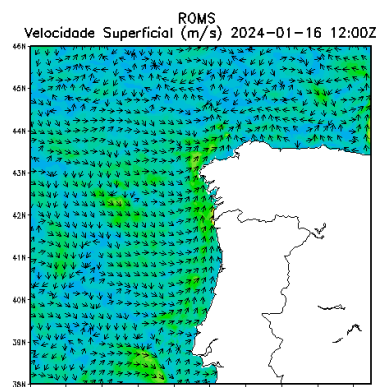 ROMS
Velocidade Superficial (m/s) 2024-01-16 12:00Z
46N
45N
44N
43N
42N
41N
40N
39N
38N